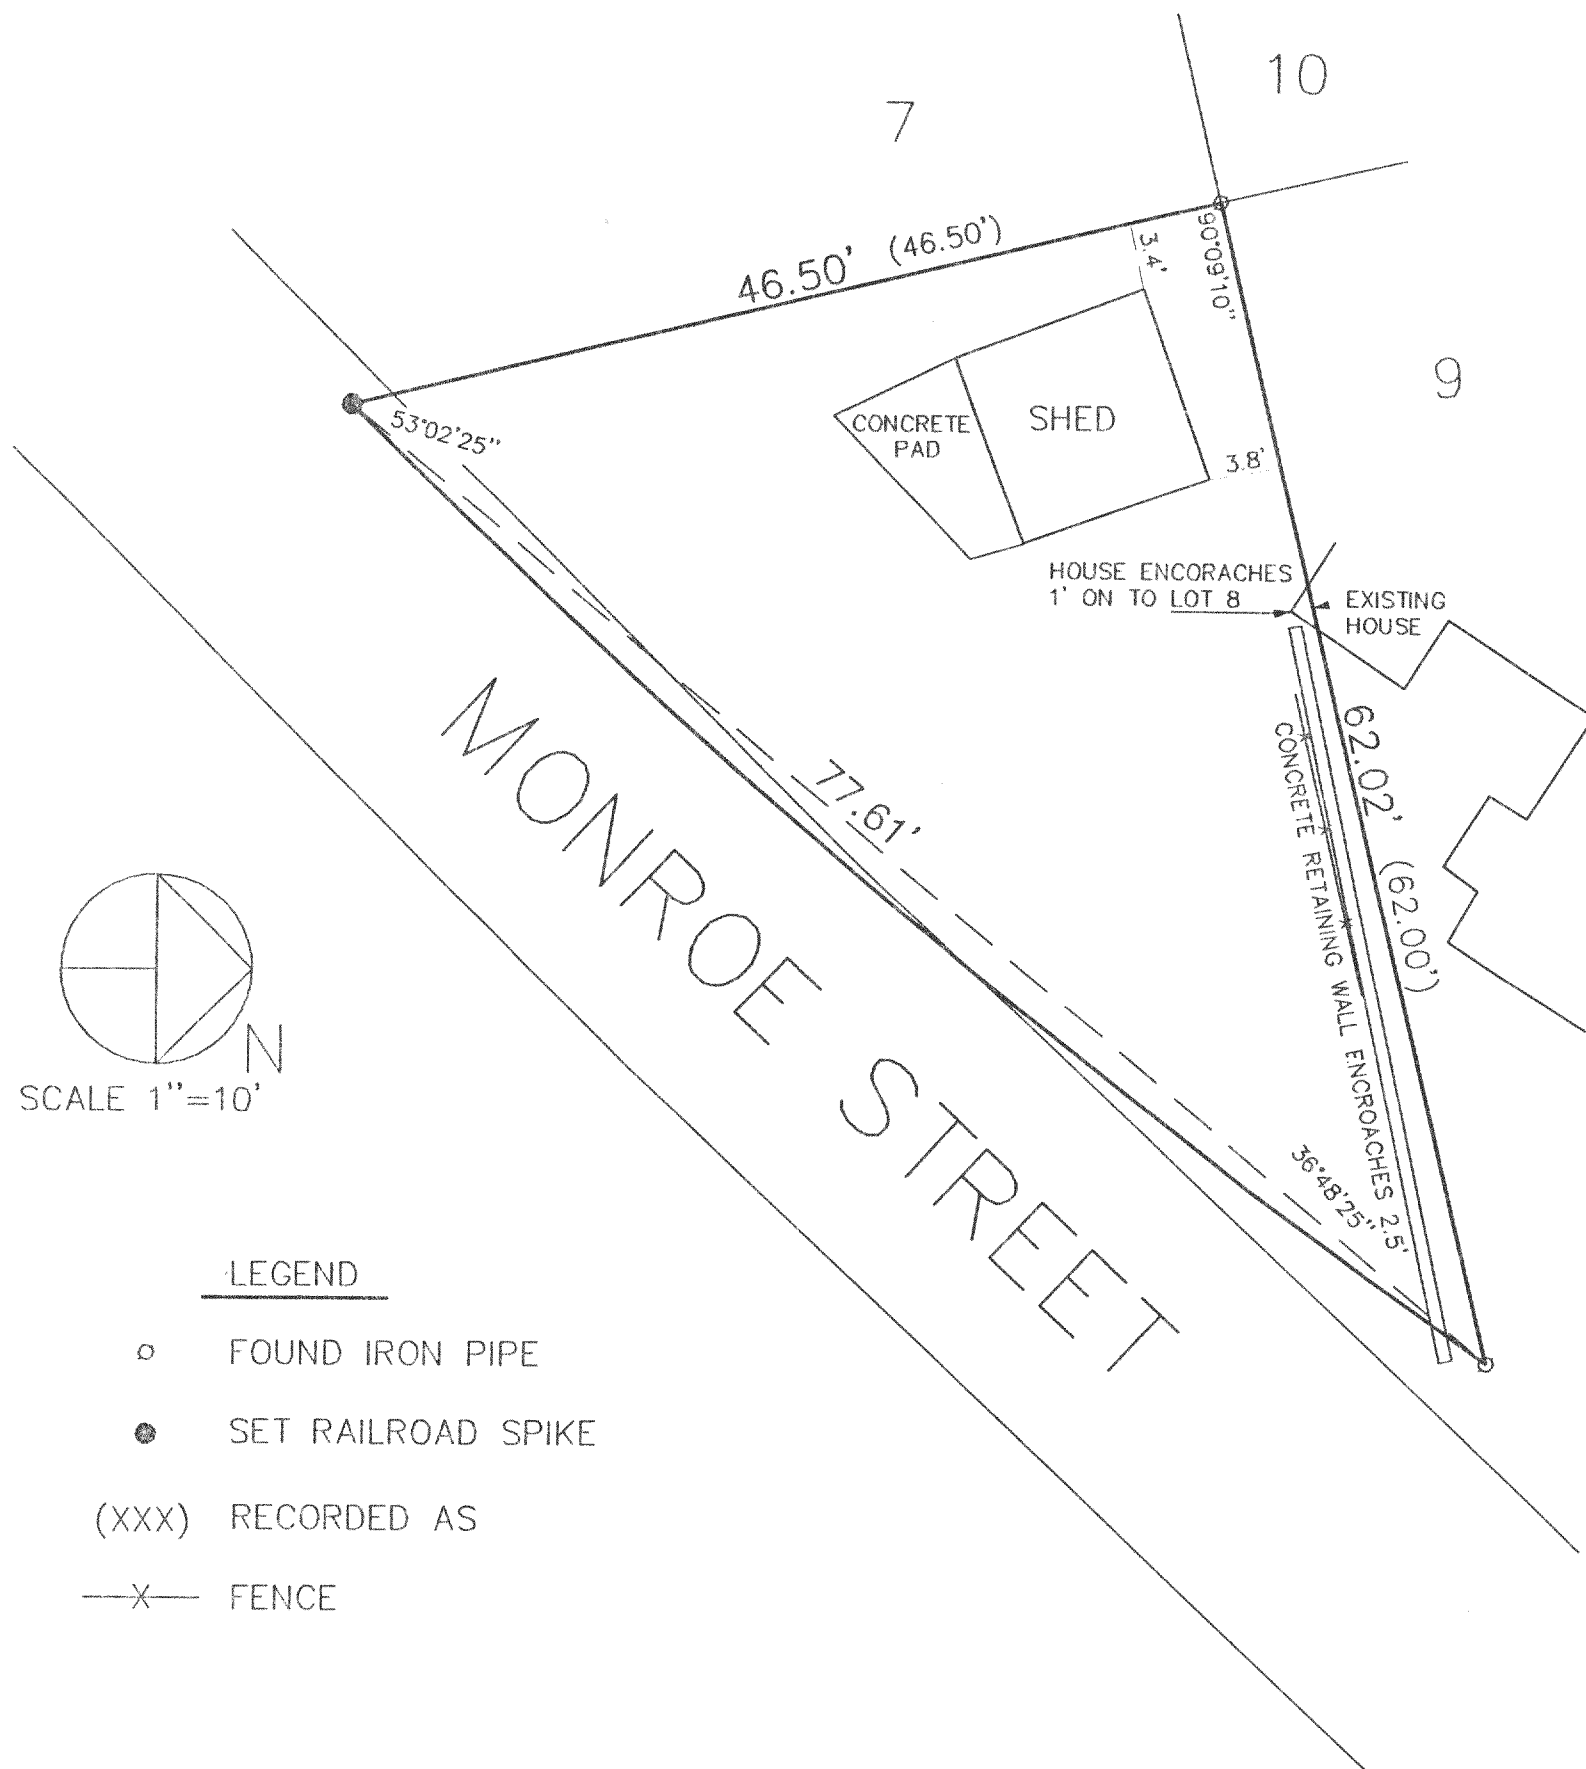 10
7
46.50' (46.50')
90°09'10"
3.4'
9
53°02'25"
CONCRETE
PAD
SHED
3.8'
HOUSE ENCORACHES
1' ON TO LOT 8
EXISTING
HOUSE
62.02' (62.00')
CONCRETE RETAINING WALL ENCROACHES 2.5'
77.61'
MONROE STREET
36°48'25"
N
SCALE 1"=10'
LEGEND
FOUND IRON PIPE
SET RAILROAD SPIKE
(XXX) RECORDED AS
—X— FENCE